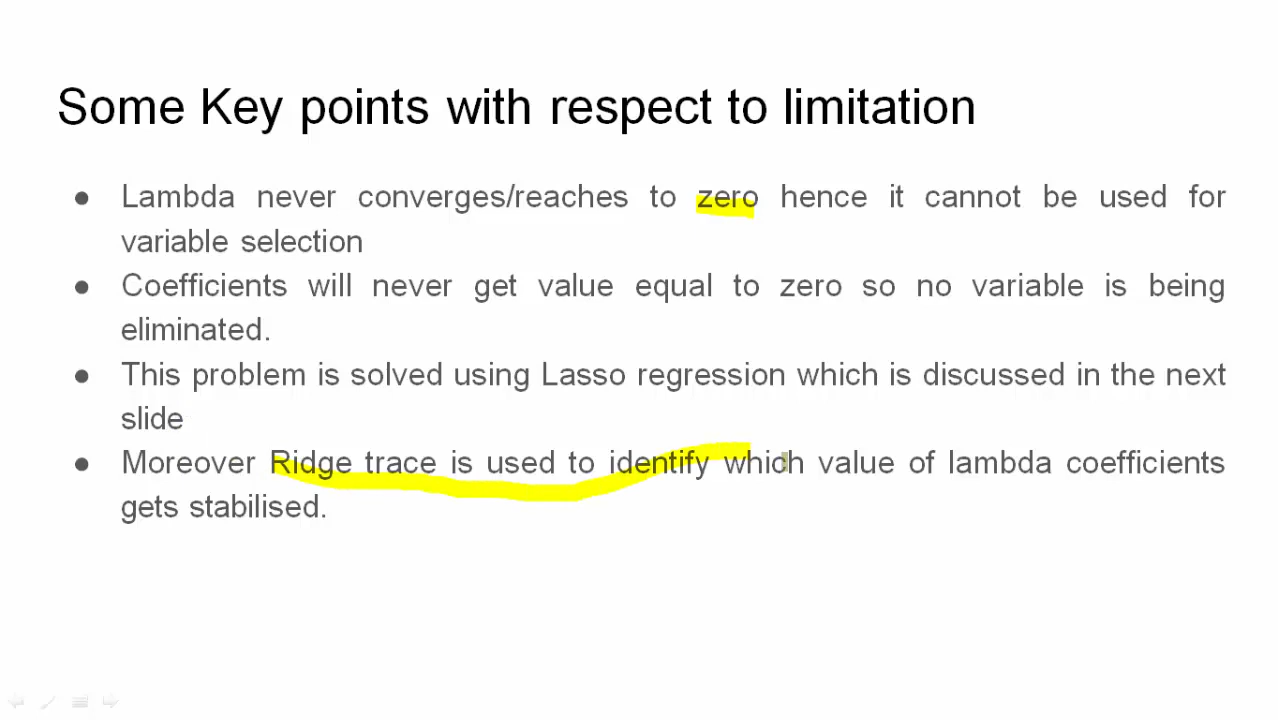 Some Key points with respect to limitation
● Lambda never converges/reaches to zero hence it cannot be used for
variable selection
● Coefficients will never get value equal to zero so no variable is being
eliminated.
● This problem is solved using Lasso regression which is discussed in the next
slide
● Moreover Ridge trace is used to identify which value of lambda coefficients
gets stabilised.